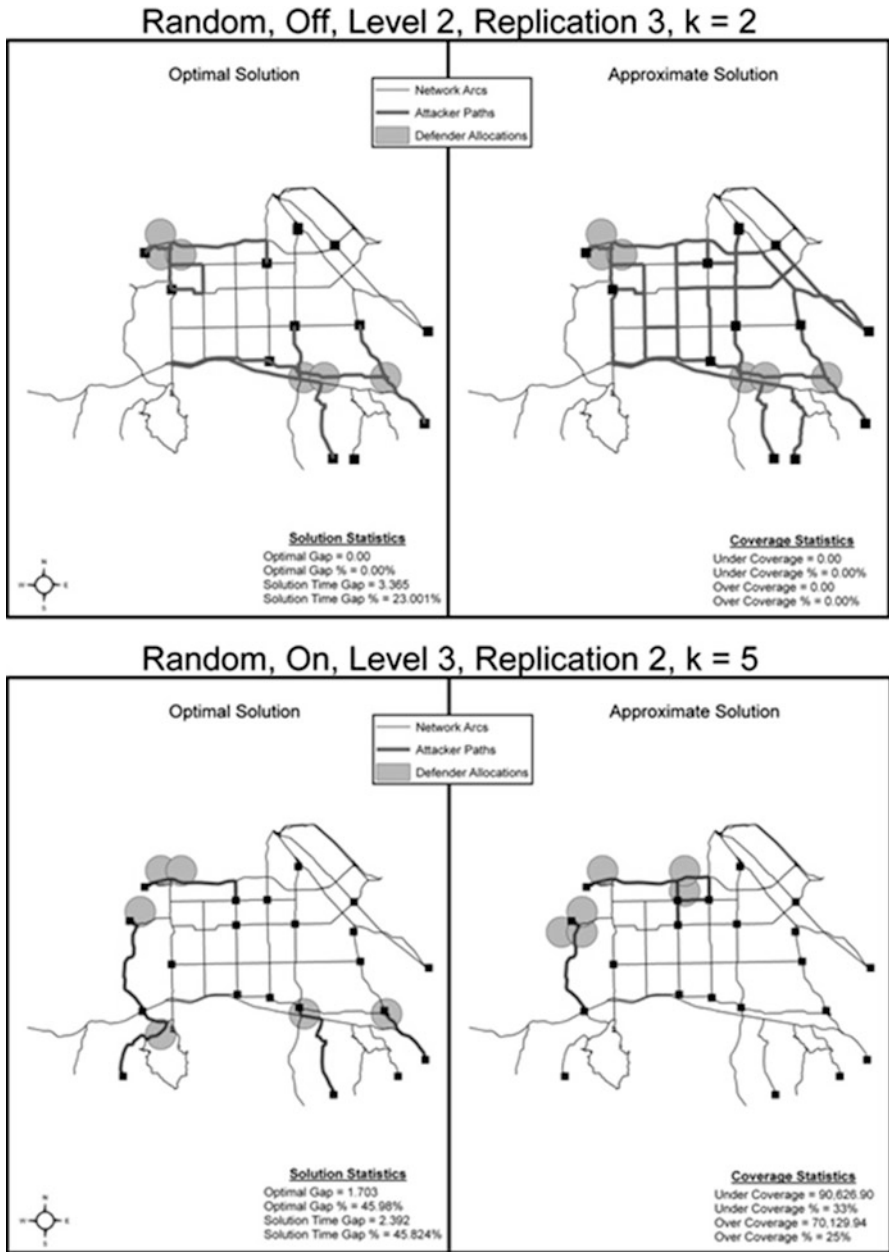 Random, Off, Level 2, Replication 3, k = 2
Optimal Solution
Approximate Solution
Network Arcs
Attacker Paths
Defender Allocations
N
W
E
S
Solution Statistics
Optimal Gap = 0.00
Optimal Gap % = 0.00%
Solution Time Gap = 3.365
Solution Time Gap % = 23.001%
Coverage Statistics
Under Coverage = 0.00
Under Coverage % = 0.00%
Over Coverage = 0.00
Over Coverage % = 0.00%
Random, On, Level 3, Replication 2, k = 5
Optimal Solution
Approximate Solution
Network Arcs
Attacker Paths
Defender Allocations
N
W
E
S
Solution Statistics
Optimal Gap = 1.703
Optimal Gap % = 45.98%
Solution Time Gap = 2.392
Solution Time Gap % = 45.824%
Coverage Statistics
Under Coverage = 90,626.90
Under Coverage % = 33%
Over Coverage = 70,129.94
Over Coverage % = 25%